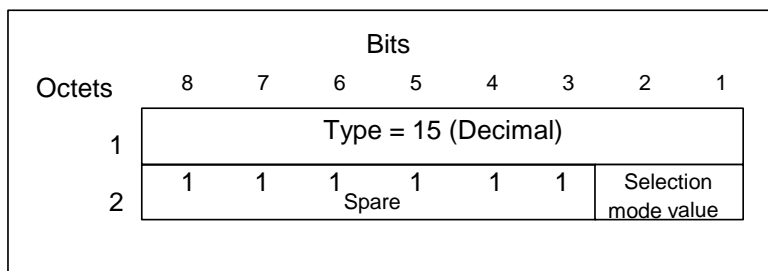 Bits
Octets 8 7 6 5 4 3 2 1
1 Type = 15 (Decimal)
2 1 1 1 1 1 1 Selection
Spare mode value